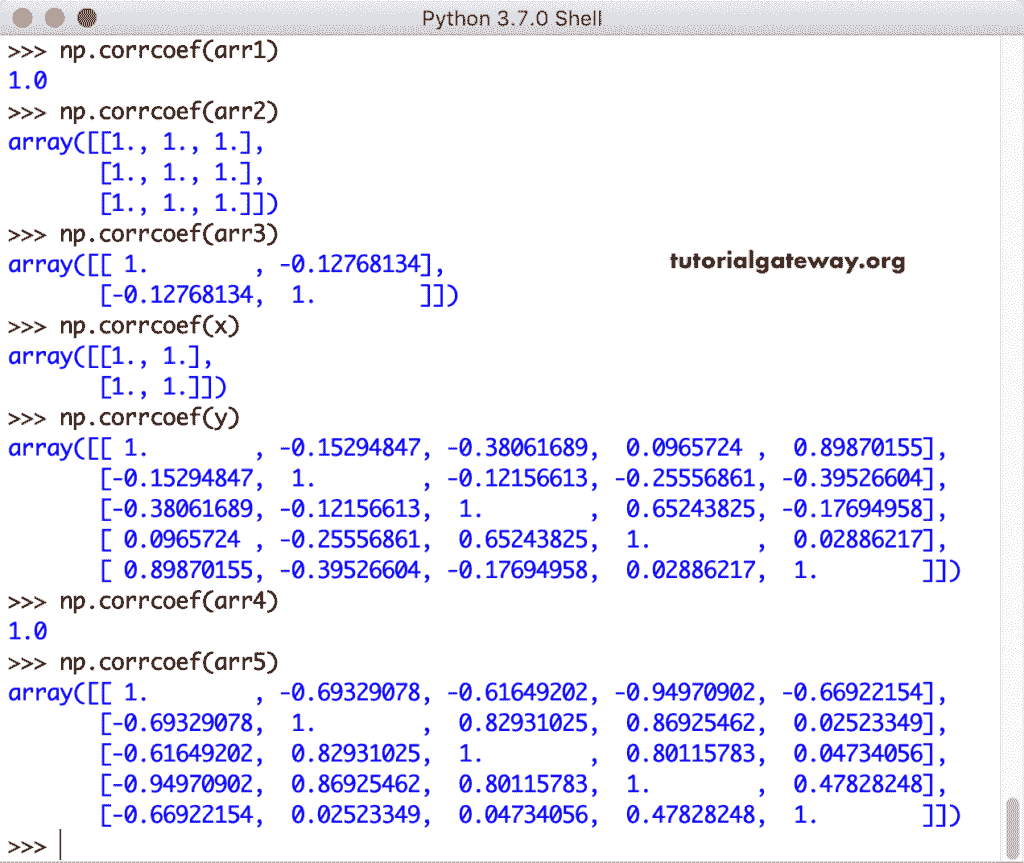 Python 3.7.0 Shell
>>> np.corrcoef(arr1)
1.0
>>> np.corrcoef(arr2)
array([[1., 1., 1.],
       [1., 1., 1.],
       [1., 1., 1.]])
>>> np.corrcoef(arr3)
array([[ 1.        , -0.12768134],
       [-0.12768134,  1.        ]])
tutorialgateway.org
>>> np.corrcoef(x)
array([[1., 1.],
       [1., 1.]])
>>> np.corrcoef(y)
array([[ 1.        , -0.15294847, -0.38061689,  0.0965724 ,  0.89870155],
       [-0.15294847,  1.        , -0.12156613, -0.25556861, -0.39526604],
       [-0.38061689, -0.12156613,  1.        ,  0.65243825, -0.17694958],
       [ 0.0965724 , -0.25556861,  0.65243825,  1.        ,  0.02886217],
       [ 0.89870155, -0.39526604, -0.17694958,  0.02886217,  1.        ]])
>>> np.corrcoef(arr4)
1.0
>>> np.corrcoef(arr5)
array([[ 1.        , -0.69329078, -0.61649202, -0.94970902, -0.66922154],
       [-0.69329078,  1.        ,  0.82931025,  0.86925462,  0.02523349],
       [-0.61649202,  0.82931025,  1.        ,  0.80115783,  0.04734056],
       [-0.94970902,  0.86925462,  0.80115783,  1.        ,  0.47828248],
       [-0.66922154,  0.02523349,  0.04734056,  0.47828248,  1.        ]])
>>>